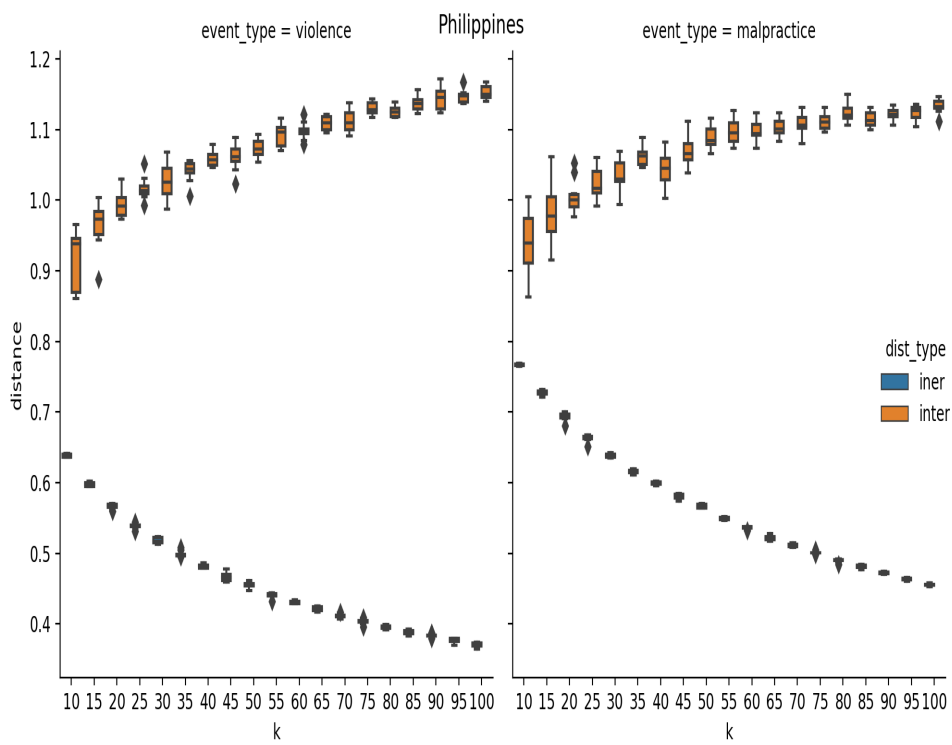 Philippines
event_type = violence
event_type = malpractice
distance
1.2
1.1
1.0
0.9
0.8
0.7
0.6
0.5
0.4
10 15 20 25 30 35 40 45 50 55 60 65 70 75 80 85 90 95 100
k
10 15 20 25 30 35 40 45 50 55 60 65 70 75 80 85 90 95 100
k
dist_type
iner
inter